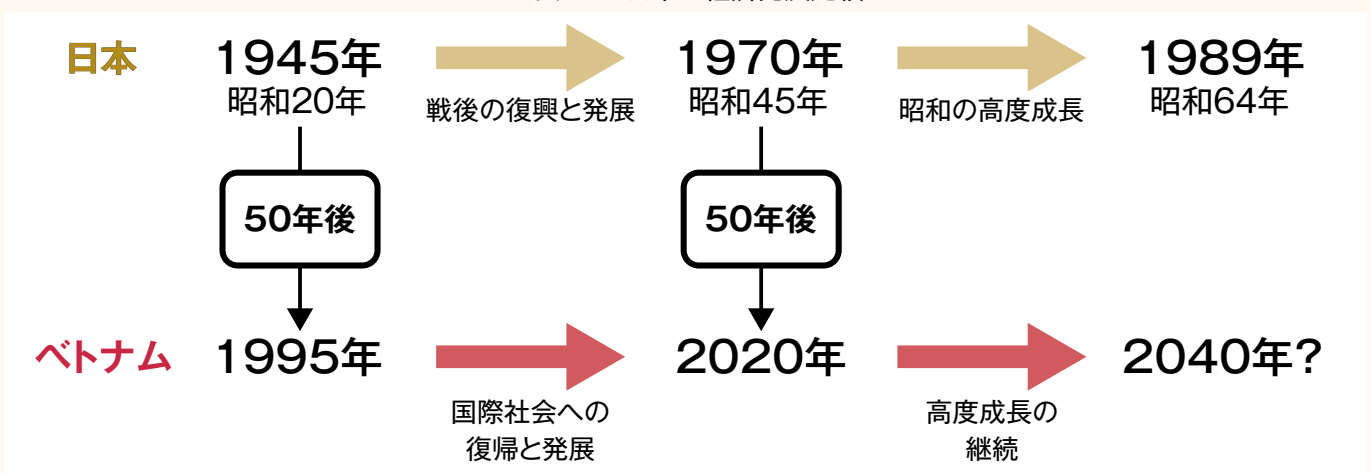 日本
1945年
昭和20年
戦後の復興と発展
1970年
昭和45年
昭和の高度成長
1989年
昭和64年
50年後
50年後
ベトナム
1995年
国際社会への
復帰と発展
2020年
高度成長の
継続
2040年?